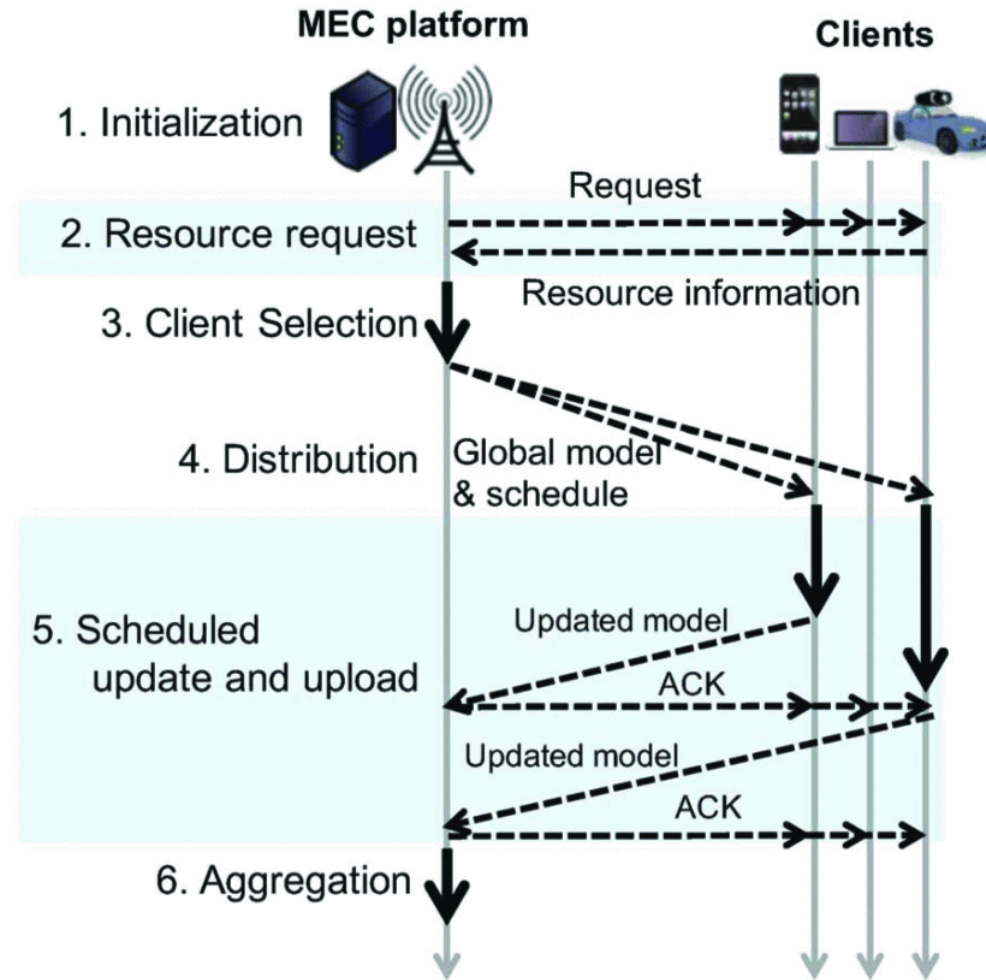 MEC platform
Clients
1. Initialization
Request
2. Resource request
Resource information
3. Client Selection
4. Distribution
Global model
& schedule
5. Scheduled
update and upload
Updated model
ACK
Updated model
ACK
6. Aggregation